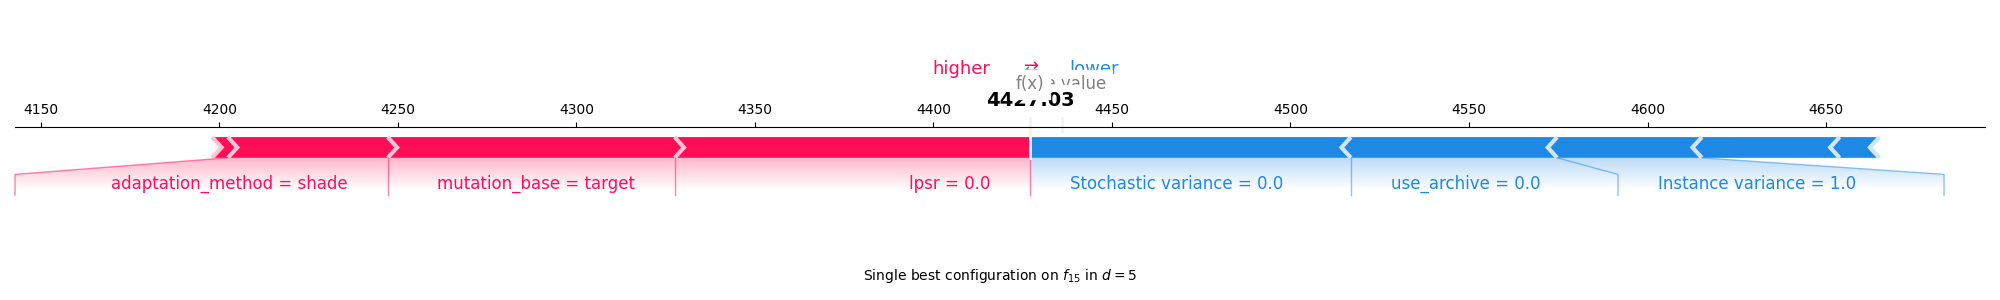 higher ⇄ lower
f(x) e value
4427.03
4150 4200 4250 4300 4350 4400 4450 4500 4550 4600 4650
adaptation_method = shade mutation_base = target lpsr = 0.0 Stochastic variance = 0.0 use_archive = 0.0 Instance variance = 1.0
Single best configuration on f₁₅ in d = 5